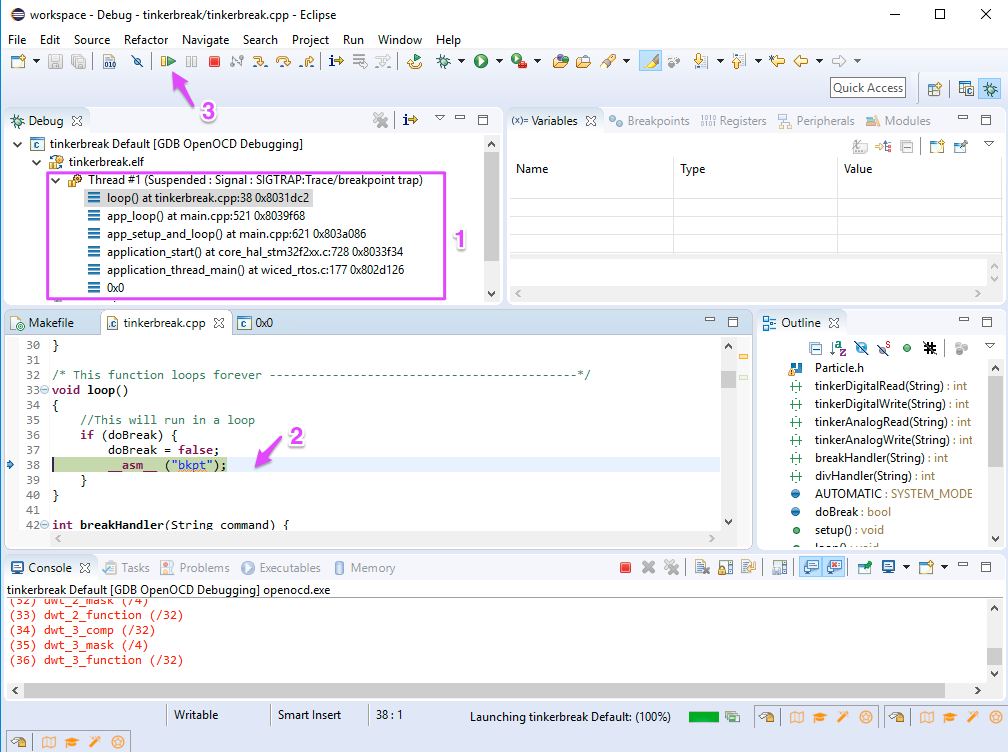 workspace - Debug - tinkerbreak/tinkerbreak.cpp - Eclipse
File Edit Source Refactor Navigate Search Project Run Window Help
010
3
Quick Access
Debug
(x)= Variables Breakpoints 1010 0101 Registers Peripherals Modules
tinkerbreak Default [GDB OpenOCD Debugging]
tinkerbreak.elf
Thread #1 (Suspended : Signal : SIGTRAP:Trace/breakpoint trap)
loop() at tinkerbreak.cpp:38 0x8031dc2
app_loop() at main.cpp:521 0x8039f68
app_setup_and_loop() at main.cpp:621 0x803a086
application_start() at core_hal_stm32f2xx.c:728 0x8033f34
application_thread_main() at wiced_rtos.c:177 0x802d126
0x0
1
Name Type Value
Makefile tinkerbreak.cpp 0x0
30 }
31
32 /* This function loops forever --------------------------------------------*/
33 void loop()
34 {
35 //This will run in a loop
36 if (doBreak) {
37 doBreak = false;
38 __asm__ ("bkpt");
39 }
40 }
41
42 int breakHandler(String command) {
2
Outline
Particle.h
tinkerDigitalRead(String) : int
tinkerDigitalWrite(String) : int
tinkerAnalogRead(String) : int
tinkerAnalogWrite(String) : int
breakHandler(String) : int
divHandler(String) : int
AUTOMATIC : SYSTEM_MODE
doBreak : bool
setup() : void
loop() : void
Console Tasks Problems Executables Memory
tinkerbreak Default [GDB OpenOCD Debugging] openocd.exe
(32) dwt_2_mask (/4)
(33) dwt_2_function (/32)
(34) dwt_3_comp (/32)
(35) dwt_3_mask (/4)
(36) dwt_3_function (/32)
Writable Smart Insert 38 : 1 Launching tinkerbreak Default: (100%)